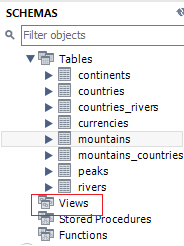 SCHEMAS
Filter objects
Tables
continents
countries
countries_rivers
currencies
mountains
mountains_countries
peaks
rivers
Views
Stored Procedures
Functions